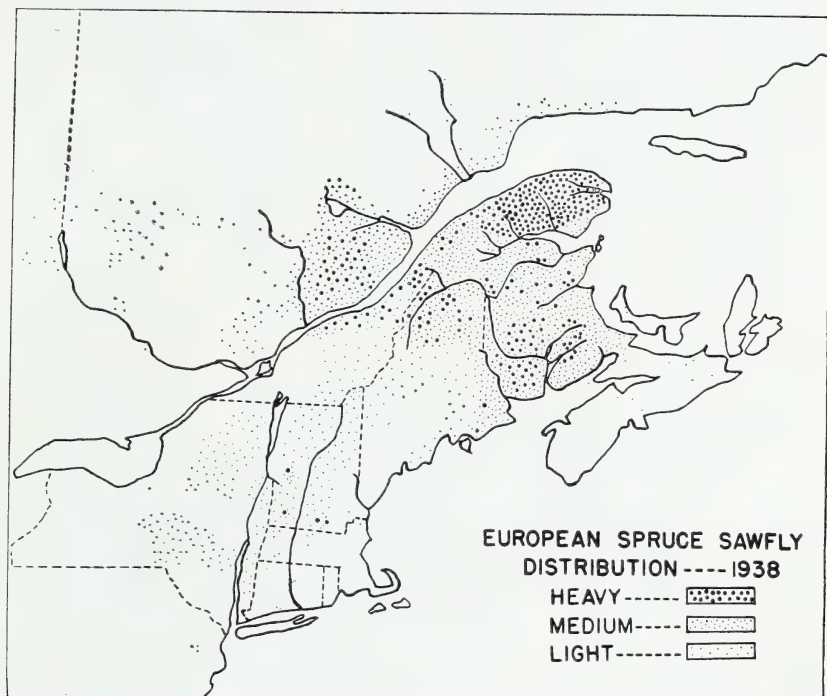 EUROPEAN SPRUCE SAWFLY
DISTRIBUTION ---- 1938
HEAVY------
MEDIUM-----
LIGHT------